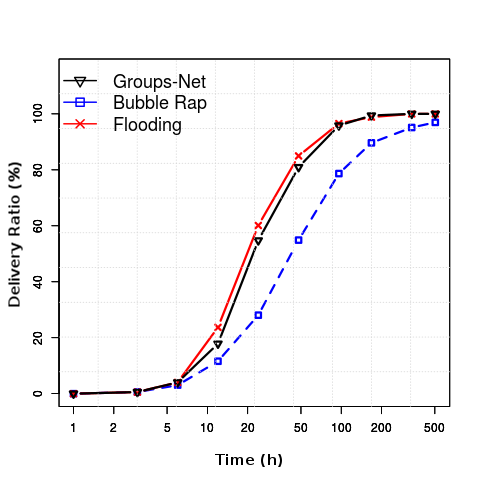 Groups-Net
Bubble Rap
Flooding
Delivery Ratio (%)
100
80
60
40
20
0
1 2 5 10 20 50 100 200 500
Time (h)